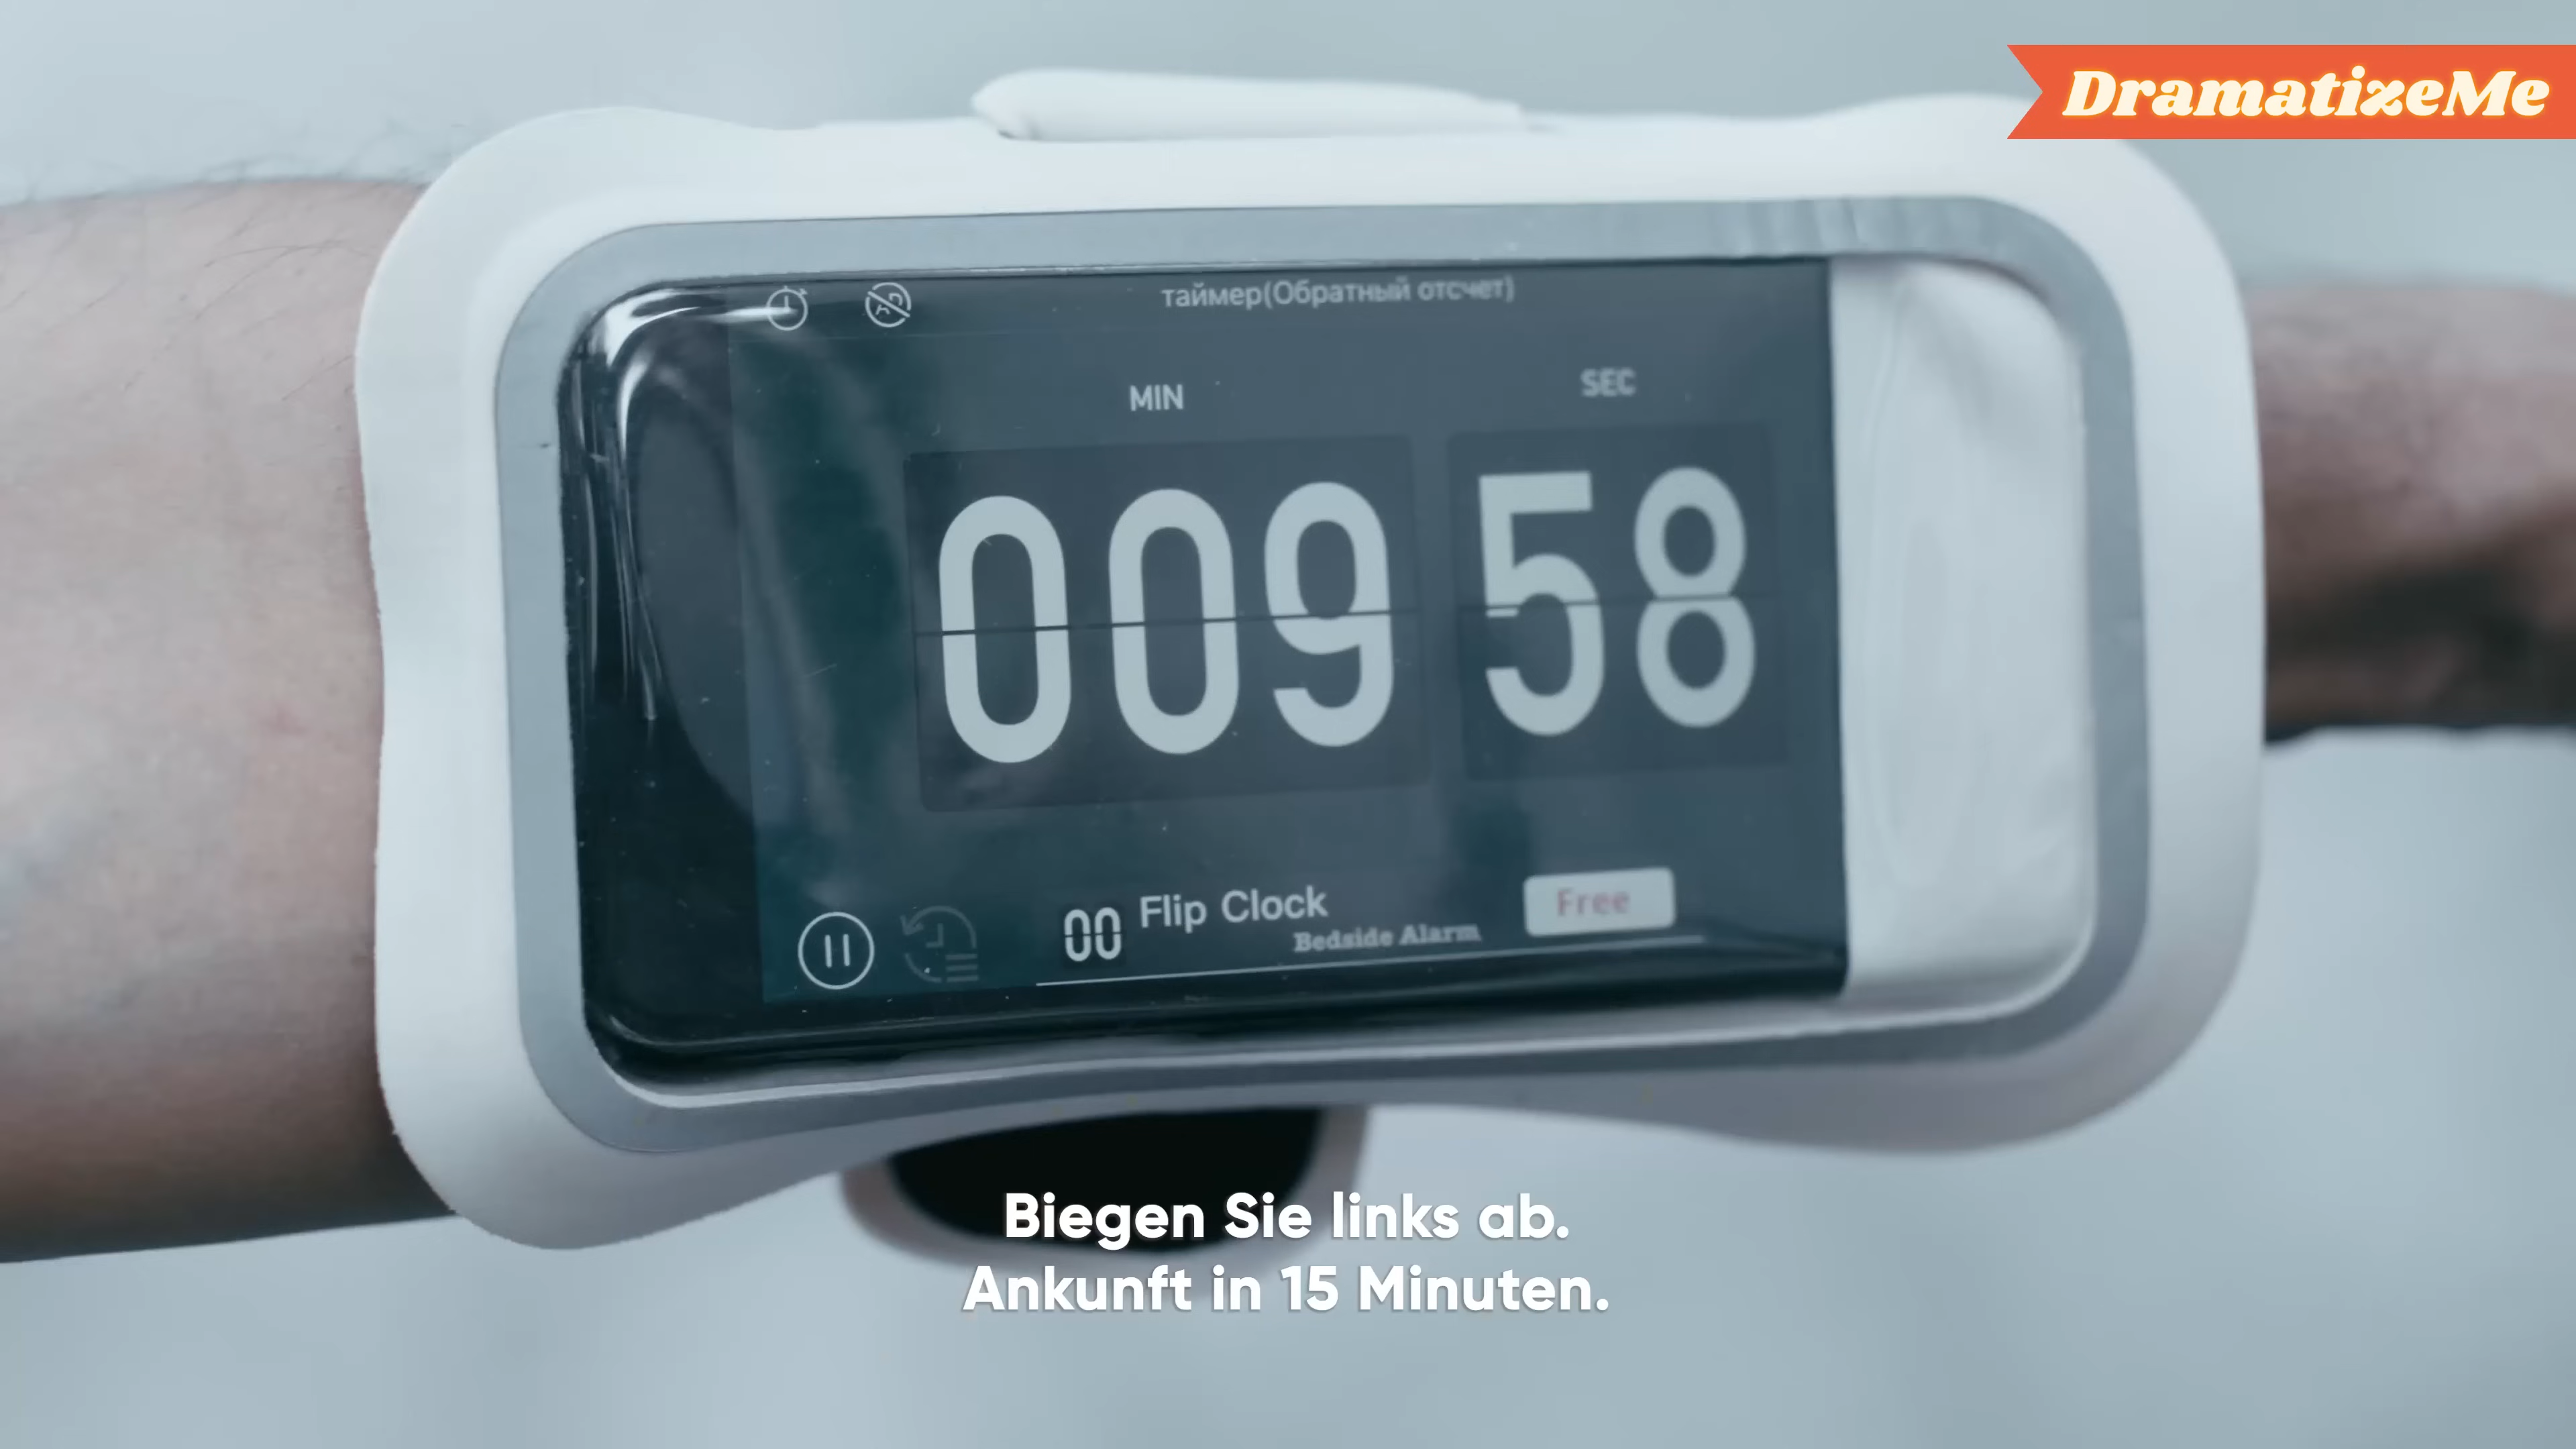 DramatizeMe
таймер(Обратный отсчет)
MIN
SEC
009
58
00 Flip Clock
Bedside Alarm
Free
Biegen Sie links ab.
Ankunft in 15 Minuten.